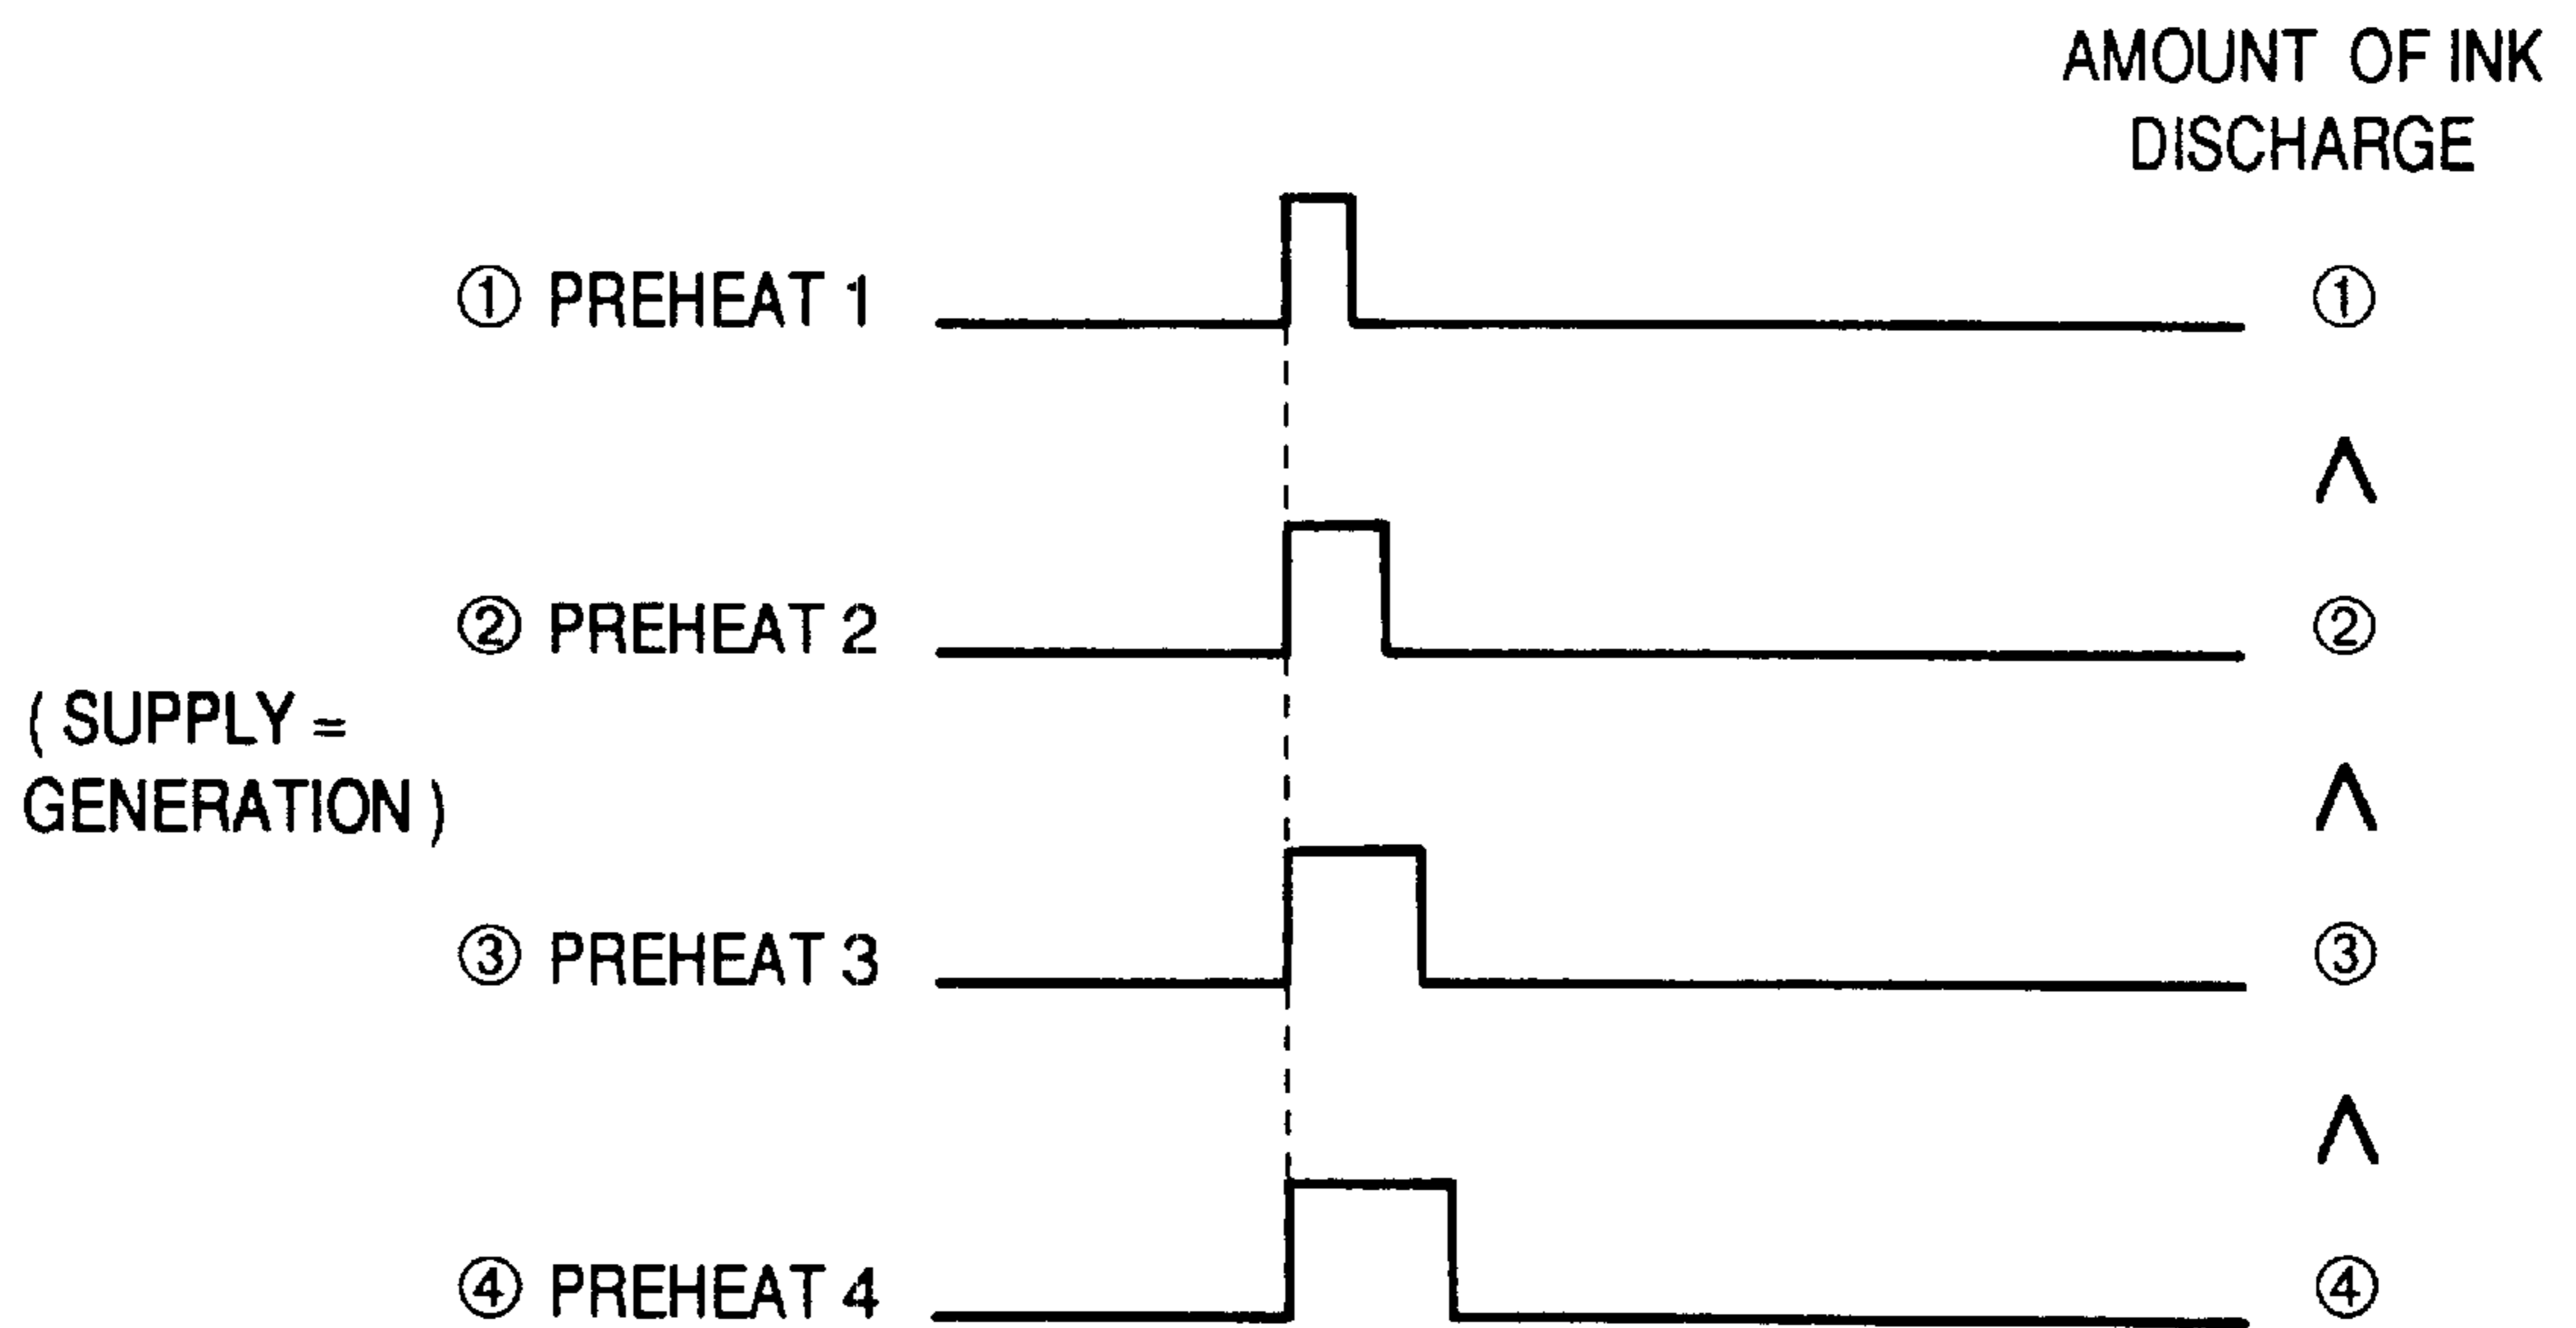 AMOUNT OF INK
DISCHARGE
① PREHEAT 1 ①
∧
② PREHEAT 2 ②
( SUPPLY =
GENERATION )
∧
③ PREHEAT 3 ③
∧
④ PREHEAT 4 ④